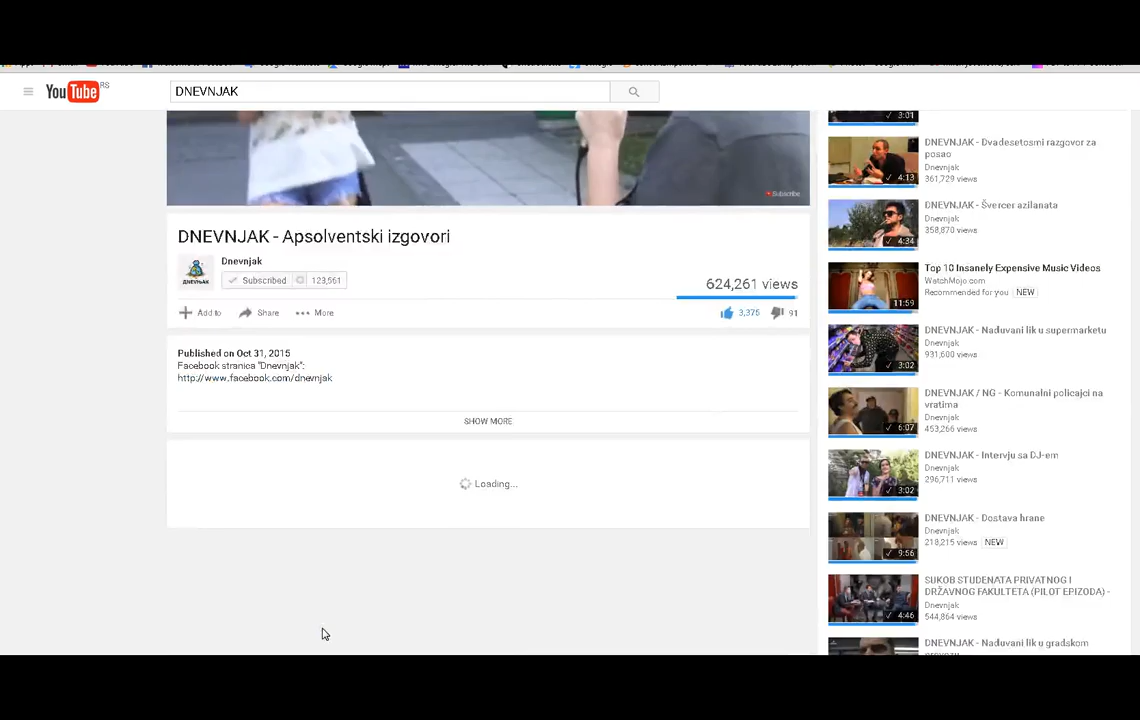 YouTube RS
DNEVNJAK
Subscribe
DNEVNJAK - Apsolventski izgovori
Dnevnjak
Subscribed 123,561
624,261 views
Add to Share More
3,375 91
Published on Oct 31, 2015
Facebook stranica "Dnevnjak":
http://www.facebook.com/dnevnjak
SHOW MORE
Loading...
3:01
DNEVNJAK - Dvadesetosmi razgovor za
posao
Dnevnjak
361,729 views
4:13
DNEVNJAK - Švercer azilanata
Dnevnjak
358,870 views
4:34
Top 10 Insanely Expensive Music Videos
WatchMojo.com
Recommended for you NEW
11:59
DNEVNJAK - Naduvani lik u supermarketu
Dnevnjak
931,600 views
3:02
DNEVNJAK / NG - Komunalni policajci na
vratima
Dnevnjak
453,266 views
6:07
DNEVNJAK - Intervju sa DJ-em
Dnevnjak
296,711 views
3:02
DNEVNJAK - Dostava hrane
Dnevnjak
218,215 views NEW
9:56
SUKOB STUDENATA PRIVATNOG I
DRŽAVNOG FAKULTETA (PILOT EPIZODA) -
Dnevnjak
544,864 views
4:46
DNEVNJAK - Naduvani lik u gradskom